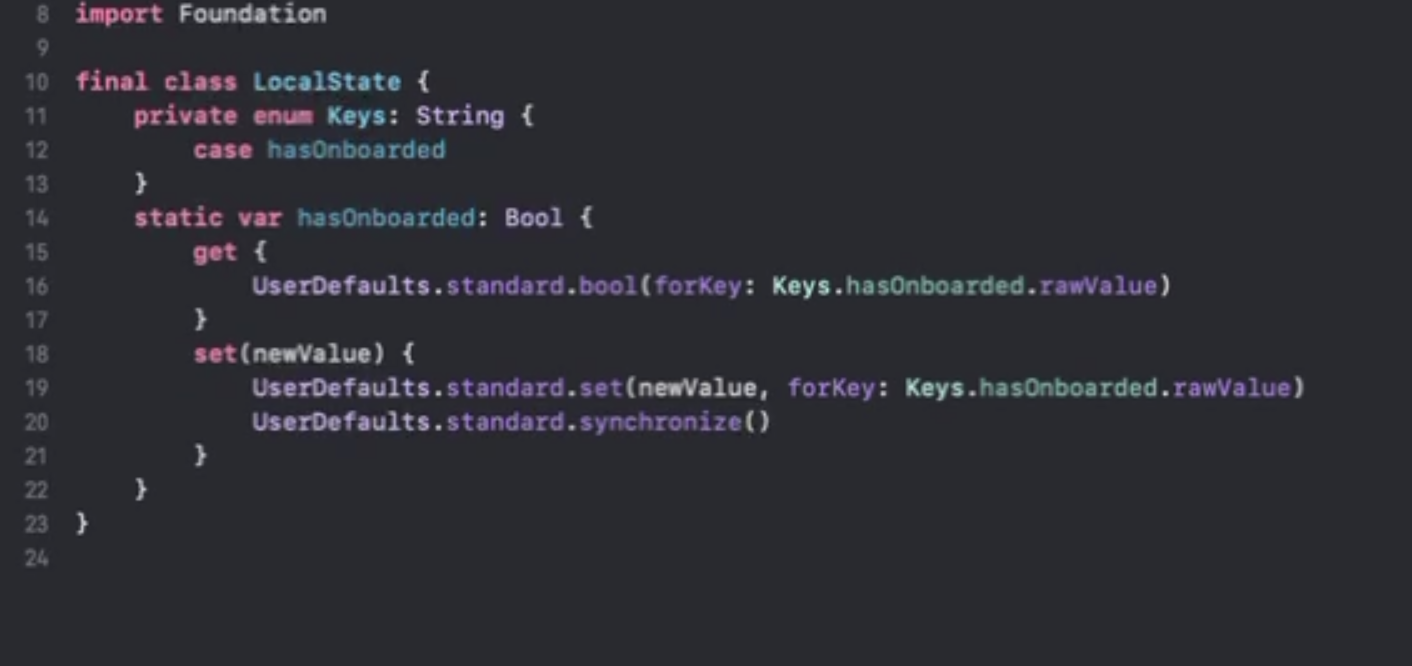 8 import Foundation
9
10 final class LocalState {
11     private enum Keys: String {
12         case hasOnboarded
13     }
14     static var hasOnboarded: Bool {
15         get {
16             UserDefaults.standard.bool(forKey: Keys.hasOnboarded.rawValue)
17         }
18         set(newValue) {
19             UserDefaults.standard.set(newValue, forKey: Keys.hasOnboarded.rawValue)
20             UserDefaults.standard.synchronize()
21         }
22     }
23 }
24